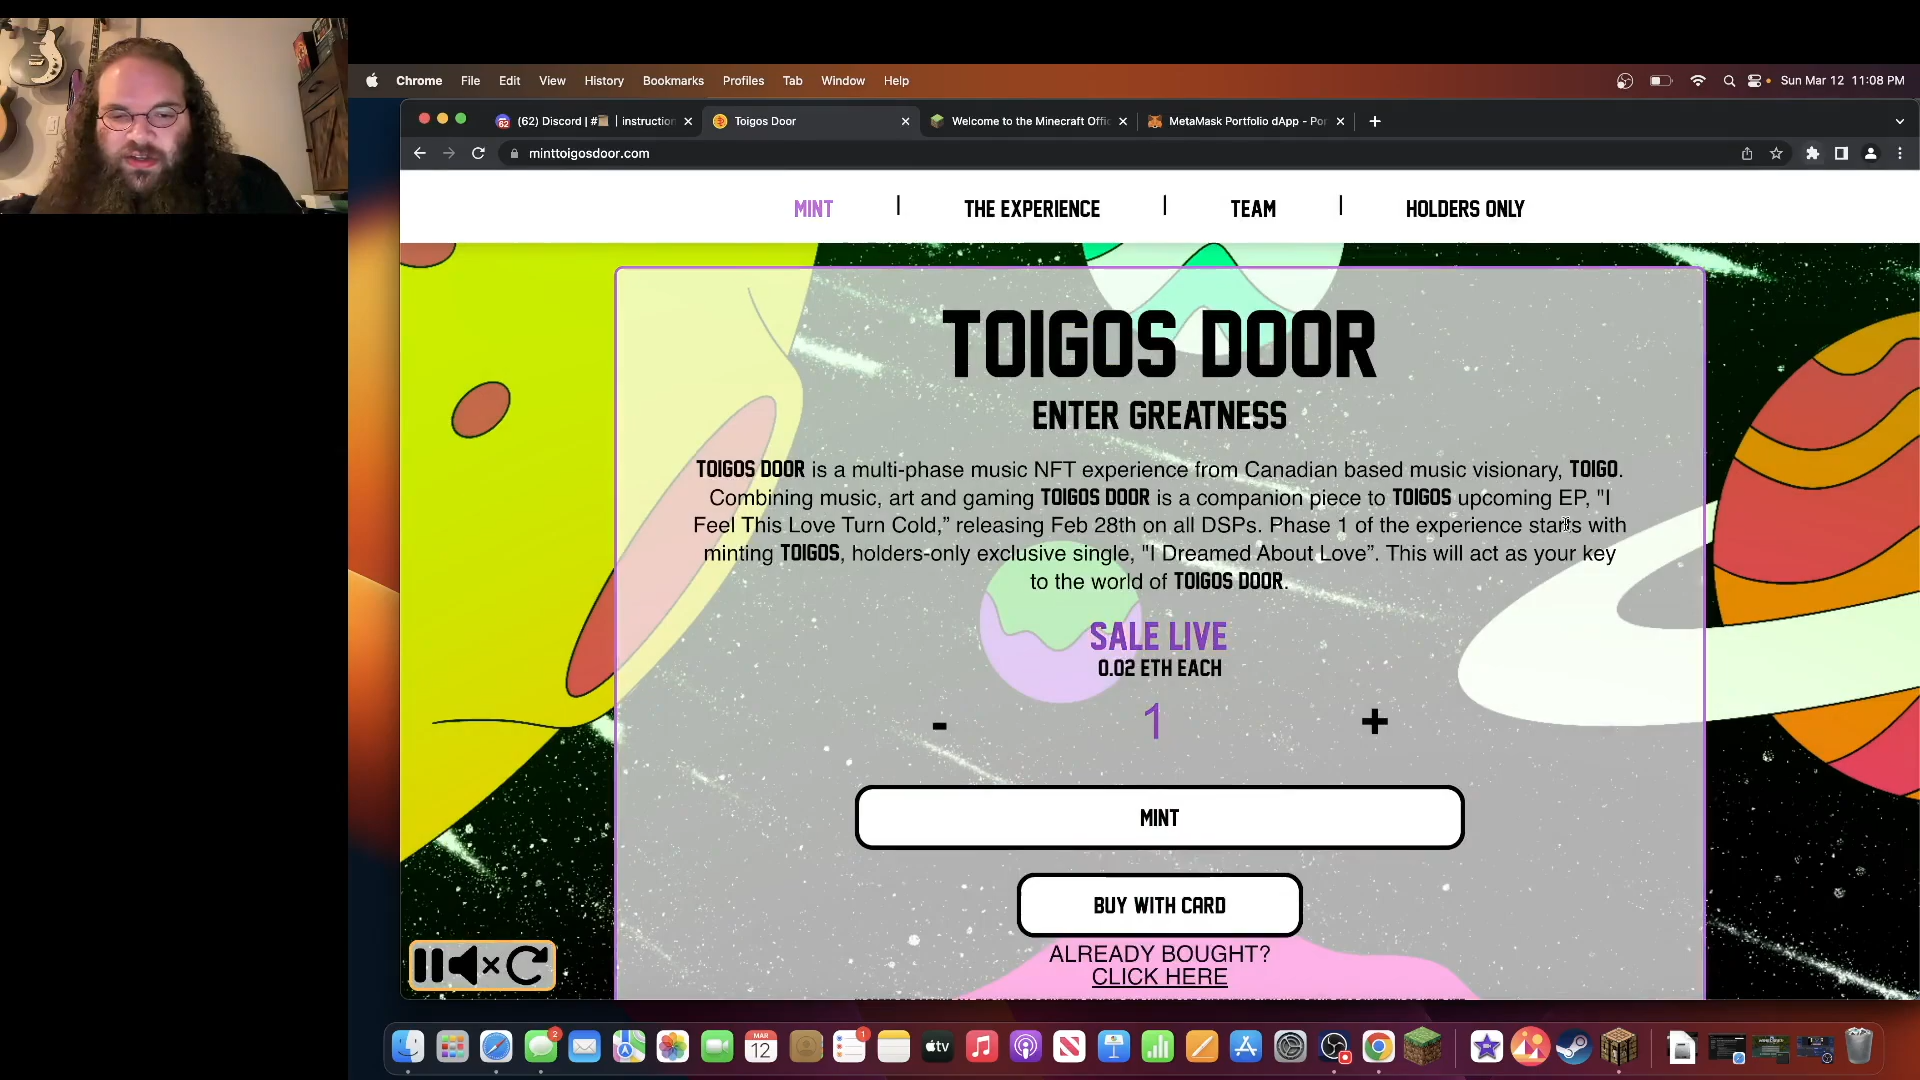 Chrome File Edit View History Bookmarks Profiles Tab Window Help Sun Mar 12 11:08 PM
(62) Discord | # | instruction Toigos Door Welcome to the Minecraft Offic MetaMask Portfolio dApp - Por
minttoigosdoor.com
MINT | THE EXPERIENCE | TEAM | HOLDERS ONLY
TOIGOS DOOR
ENTER GREATNESS
TOIGOS DOOR is a multi-phase music NFT experience from Canadian based music visionary, TOIGO.
Combining music, art and gaming TOIGOS DOOR is a companion piece to TOIGOS upcoming EP, "I
Feel This Love Turn Cold,” releasing Feb 28th on all DSPs. Phase 1 of the experience starts with
minting TOIGOS, holders-only exclusive single, "I Dreamed About Love”. This will act as your key
to the world of TOIGOS DOOR.
SALE LIVE
0.02 ETH EACH
- 1 +
MINT
BUY WITH CARD
ALREADY BOUGHT?
CLICK HERE
2 MAR 12 1 tv